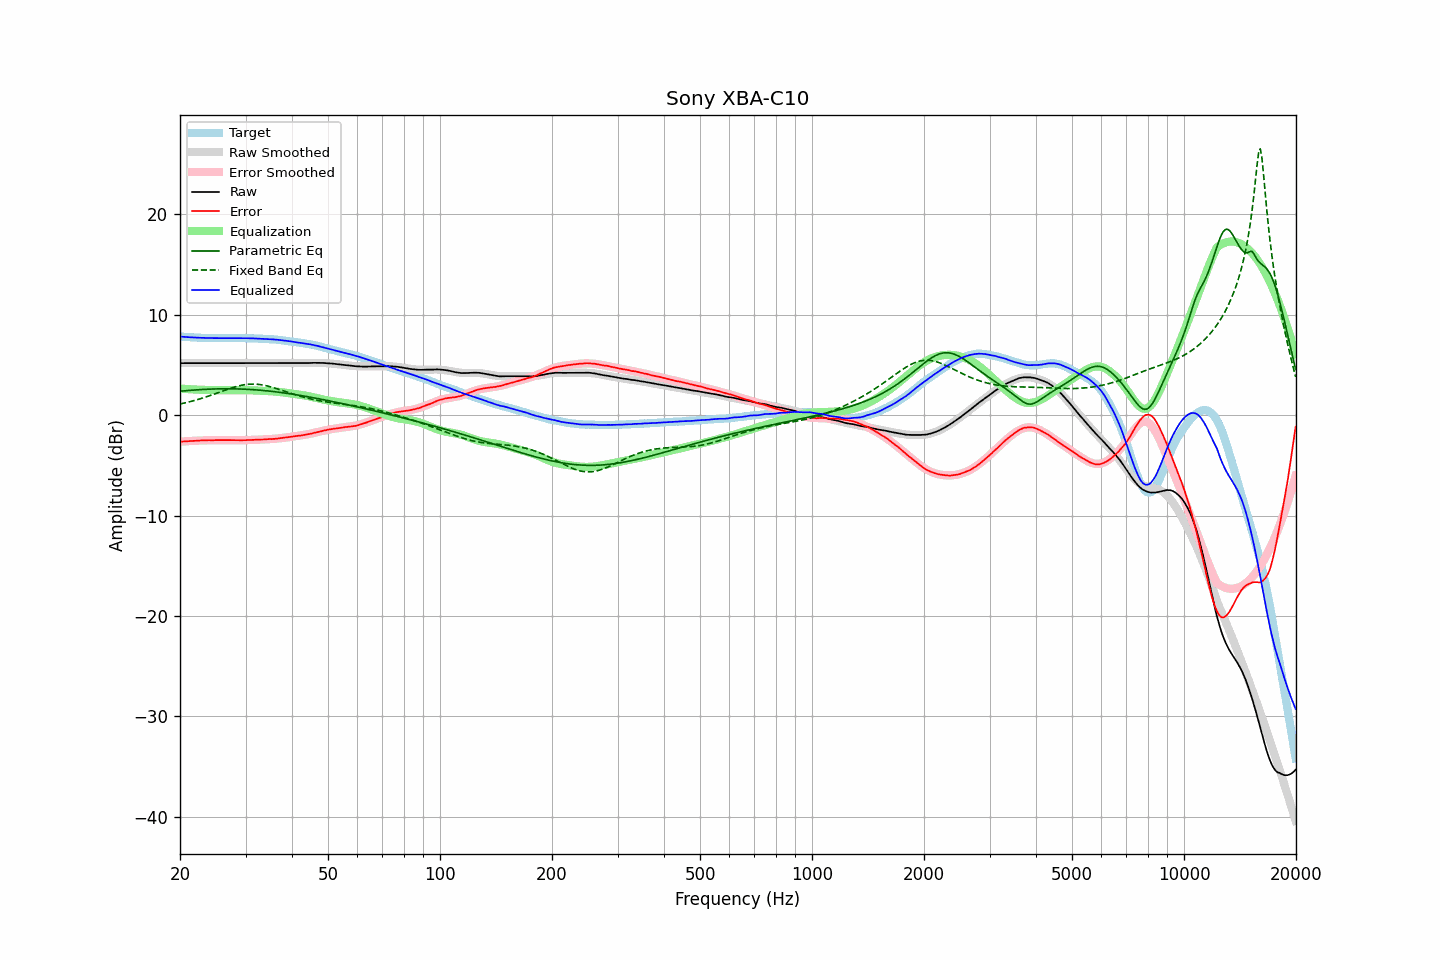 Sony XBA-C10
Target
Raw Smoothed
Error Smoothed
Raw
Error
Equalization
Parametric Eq
Fixed Band Eq
Equalized
Amplitude (dBr)
20
10
0
−10
−20
−30
−40
20 50 100 200 500 1000 2000 5000 10000 20000
Frequency (Hz)